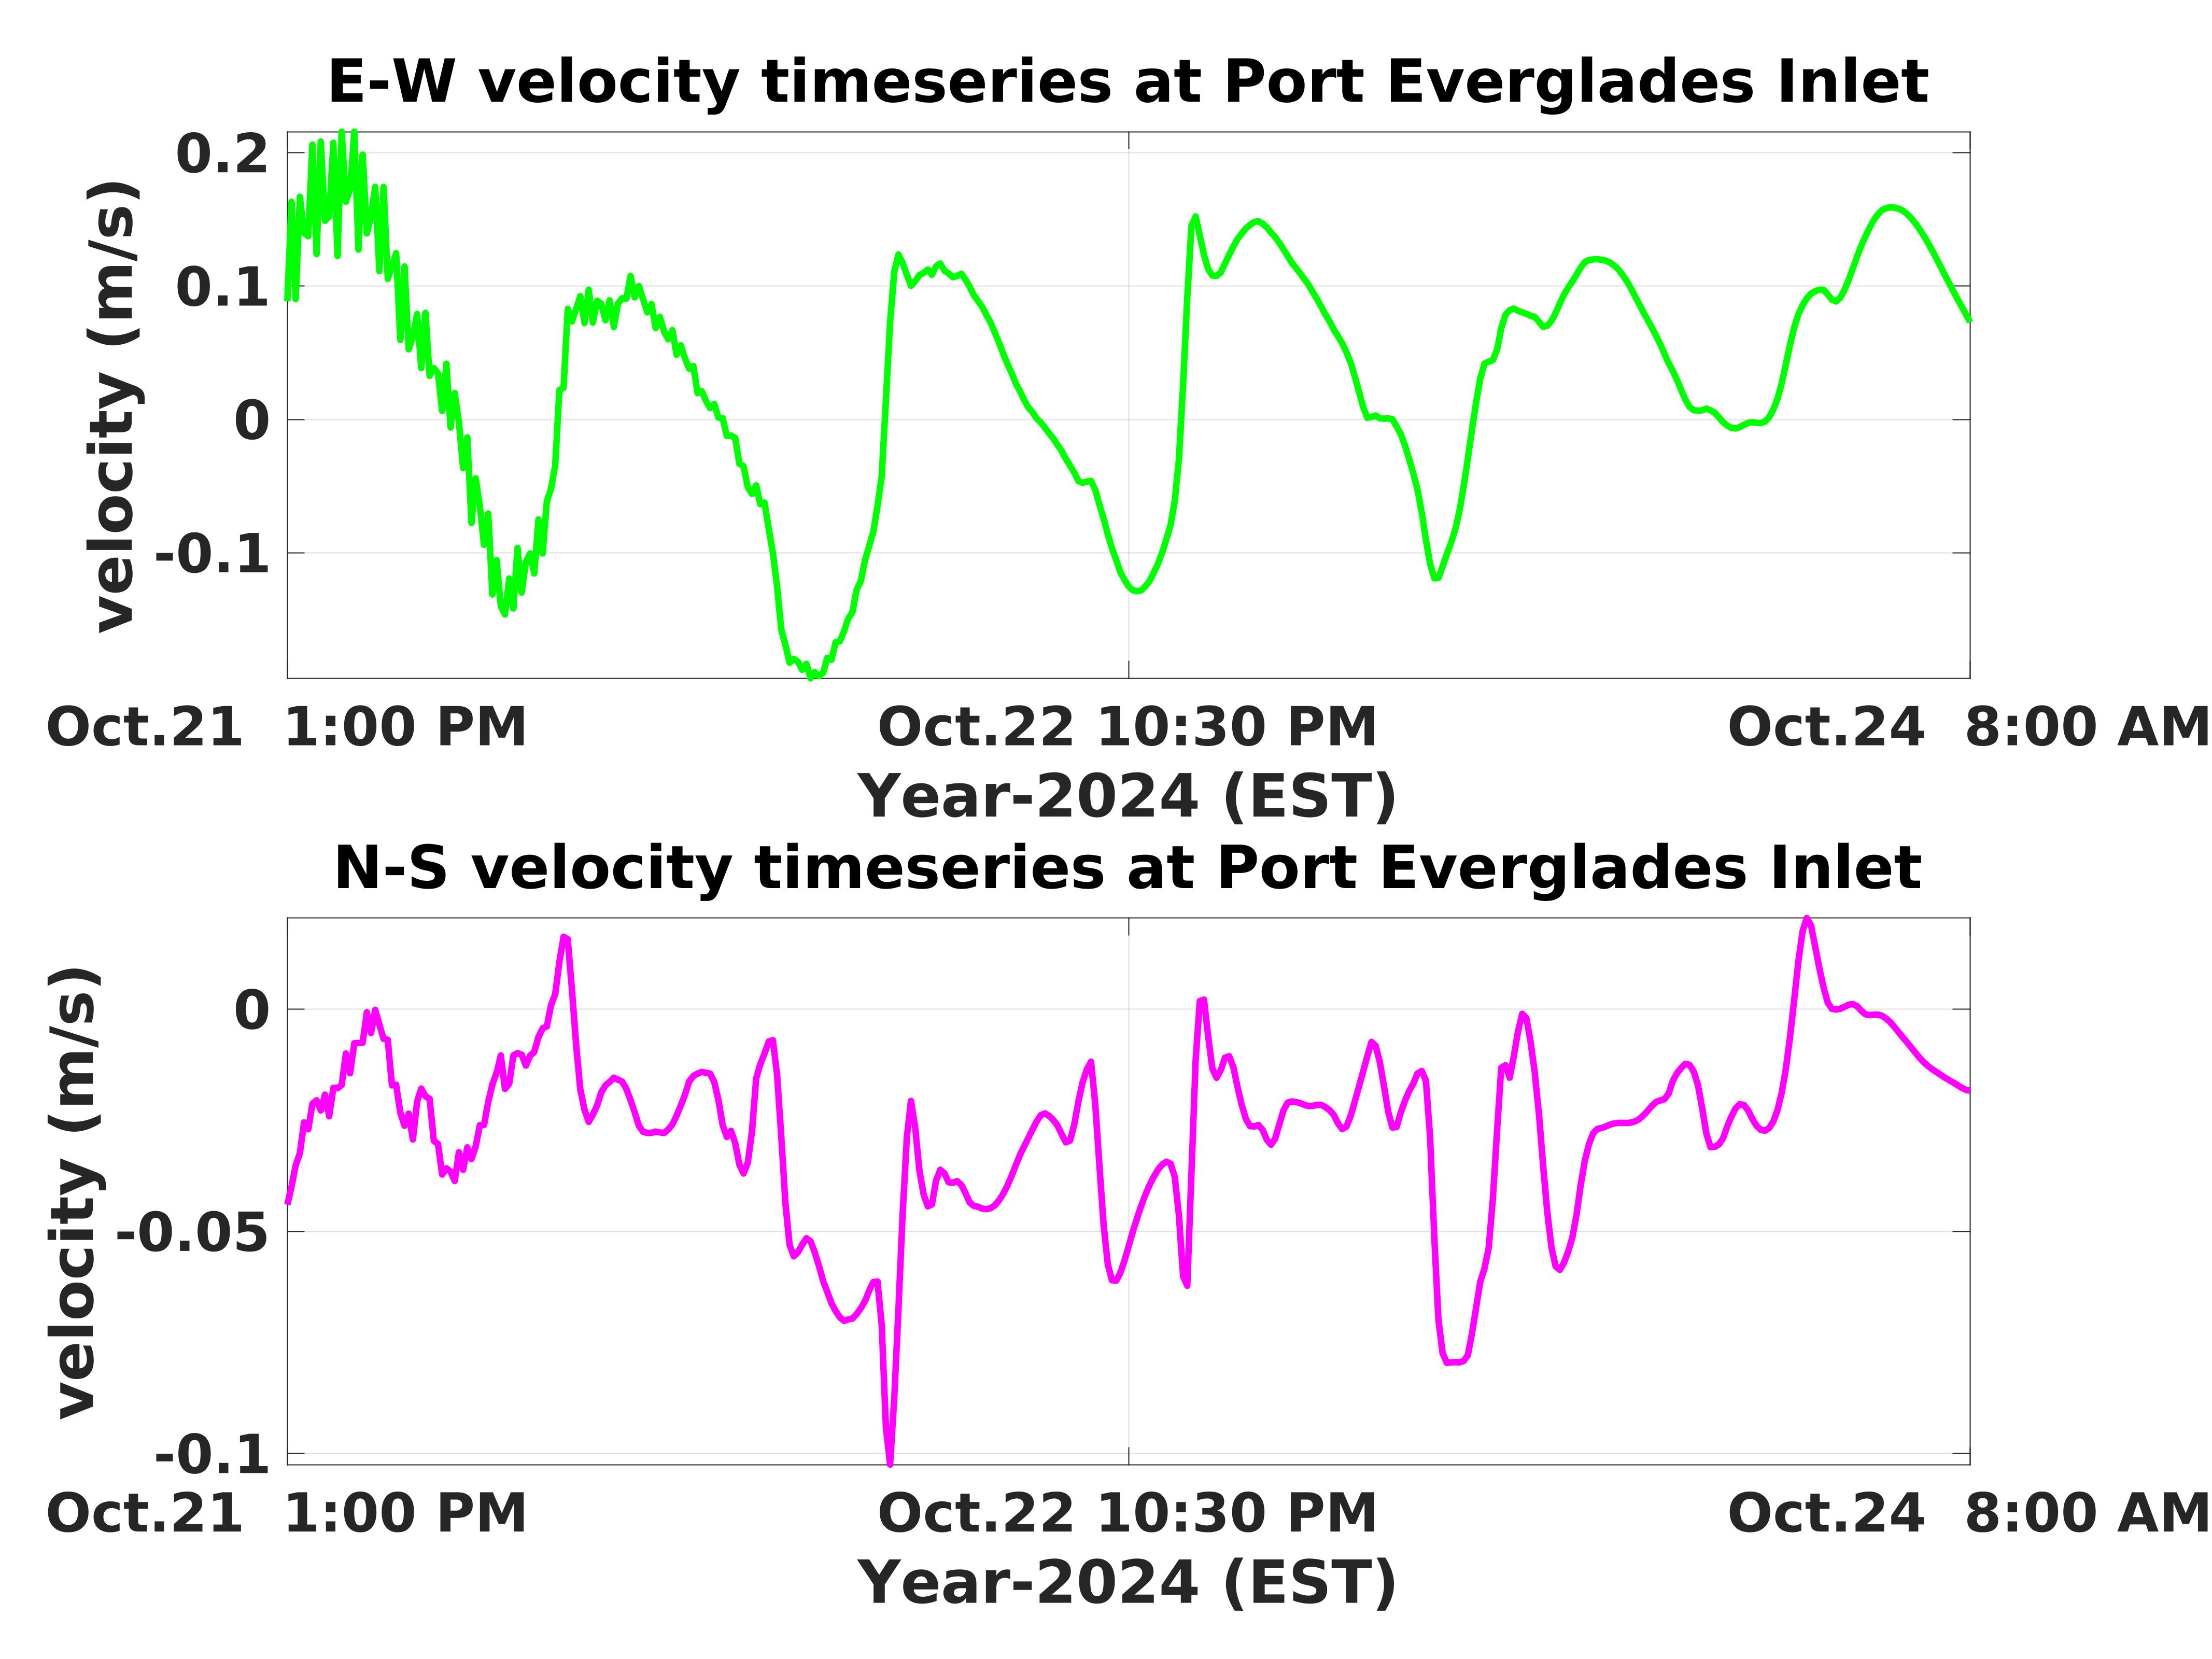 E-W velocity timeseries at Port Everglades Inlet
velocity (m/s)
0.2
0.1
0
-0.1
Oct.21  1:00 PM
Oct.22 10:30 PM
Oct.24  8:00 AM
Year-2024 (EST)
N-S velocity timeseries at Port Everglades Inlet
velocity (m/s)
0
-0.05
-0.1
Oct.21  1:00 PM
Oct.22 10:30 PM
Oct.24  8:00 AM
Year-2024 (EST)